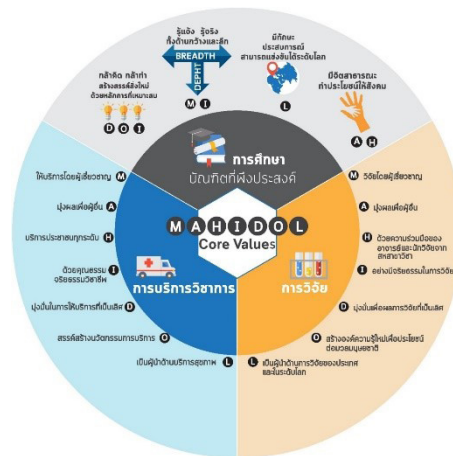 รู้แจ้ง รู้จริง
ทั้งด้านกว้างและลึก
BREADTH
DEPHT
M I
มีทักษะ
ประสบการณ์
สามารถแข่งขันได้ระดับโลก
L
กล้าคิด กล้าทำ
สร้างสรรค์สิ่งใหม่
ด้วยหลักการที่เหมาะสม
D O I
มีจิตสาธารณะ
ทำประโยชน์ให้สังคม
A H
การศึกษา
บัณฑิตที่พึงประสงค์
MAHIDOL
Core Values
การบริการวิชาการ
การวิจัย
ให้บริการโดยผู้เชี่ยวชาญ M
มุ่งผลเพื่อผู้อื่น A
บริการประชาชนทุกระดับ H
ด้วยคุณธรรม I
จริยธรรมวิชาชีพ
มุ่งมั่นในการให้บริการที่เป็นเลิศ D
สรรค์สร้างนวัตกรรมการบริการ O
เป็นผู้นำด้านบริการสุขภาพ L
M วิจัยโดยผู้เชี่ยวชาญ
A มุ่งผลเพื่อผู้อื่น
H ด้วยความร่วมมือของ
อาจารย์และนักวิจัยจาก
สหสาขาวิชา
I อย่างมีจริยธรรมในการวิจัย
D มุ่งมั่นเพื่อผลการวิจัยที่เป็นเลิศ
O สร้างองค์ความรู้ใหม่เพื่อประโยชน์
ต่อมวลมนุษยชาติ
L เป็นผู้นำด้านการวิจัยของประเทศ
และในระดับโลก